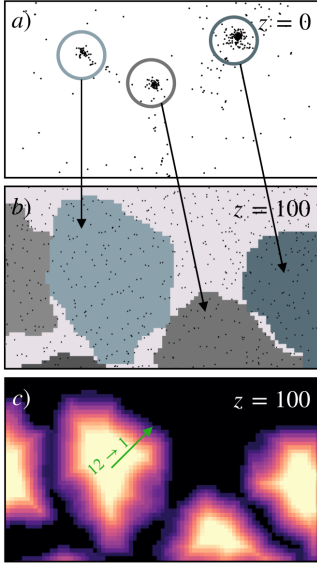 a) z = 0
b) z = 100
c) z = 100
12 → 1